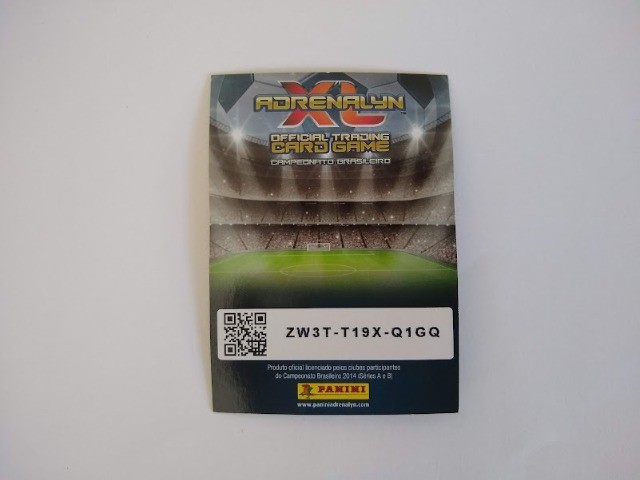 ADRENALYN
XL
OFFICIAL TRADING
CARD GAME
CAMPEONATO BRASILEIRO
ZW3T-T19X-Q1GQ
Produto oficial licenciado pelos clubes participantes
do Campeonato Brasileiro 2014 (Séries A e B)
PANINI
www.paniniadrenalyn.com